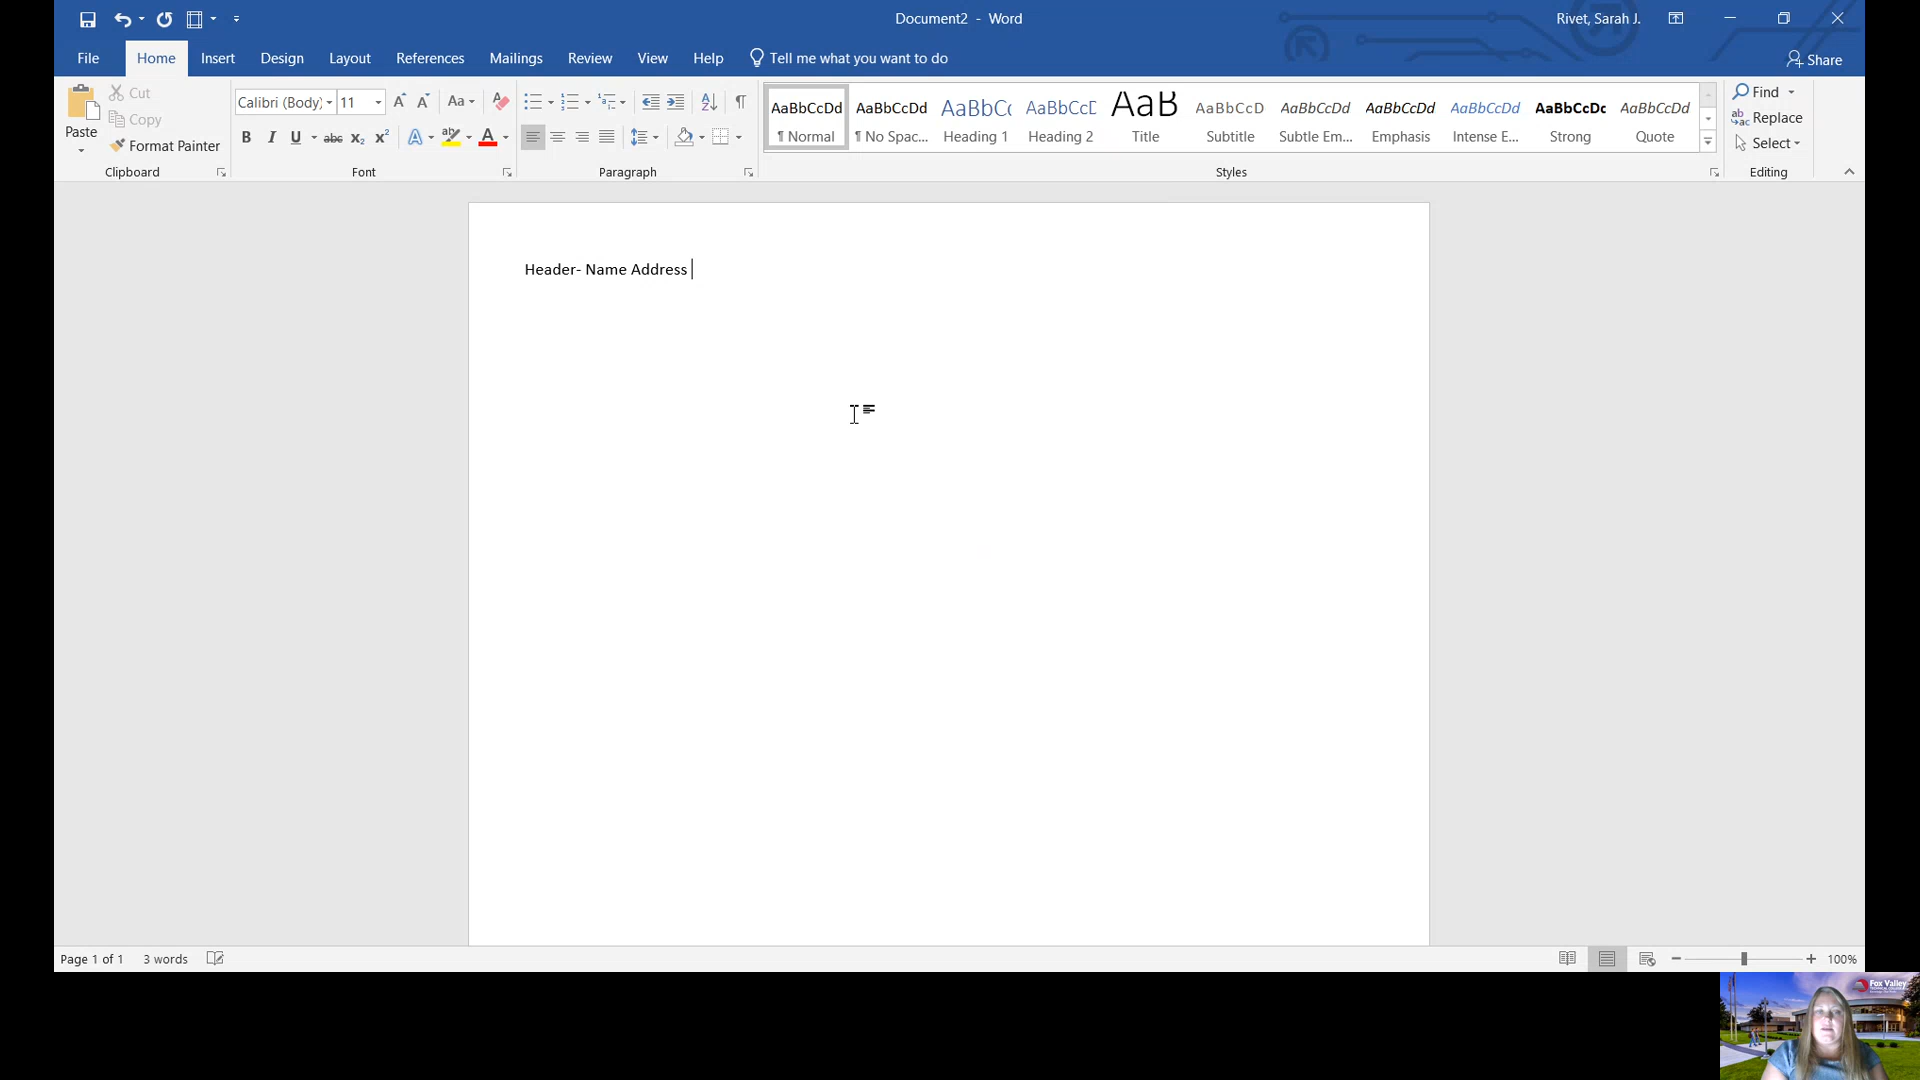 Document2 - Word
Rivet, Sarah J.
File Home Insert Design Layout References Mailings Review View Help Tell me what you want to do Share
Paste
Cut
Copy
Format Painter
Clipboard
Calibri (Body) 11
Font
Paragraph
AaBbCcDd AaBbCcDd AaBbC AaBbCcD AaB AaBbCcD AaBbCcDd AaBbCcDd AaBbCcDd AaBbCcDc AaBbCcDd
¶ Normal ¶ No Spac... Heading 1 Heading 2 Title Subtitle Subtle Em... Emphasis Intense E... Strong Quote
Styles
Find
Replace
Select
Editing
Header- Name Address
Page 1 of 1 3 words
100%
Fox Valley